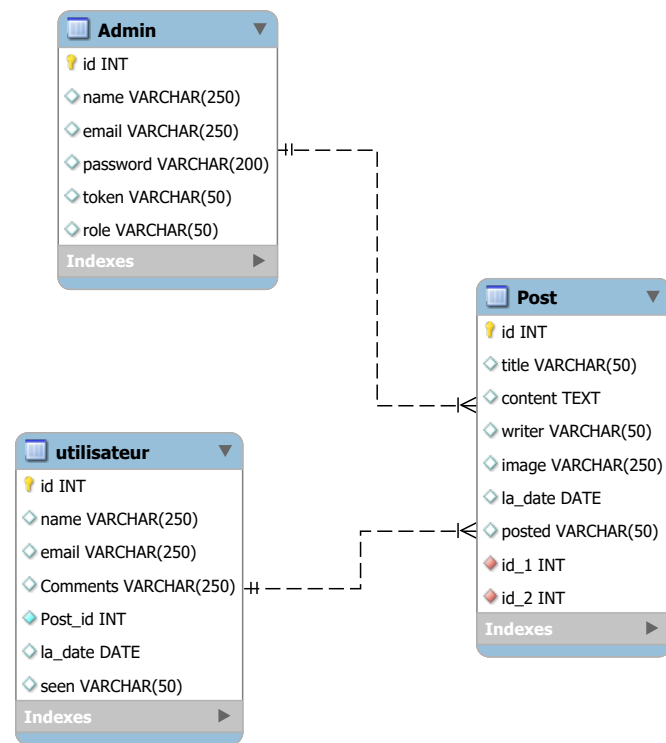 Admin
id INT
name VARCHAR(250)
email VARCHAR(250)
password VARCHAR(200)
token VARCHAR(50)
role VARCHAR(50)
Indexes
Post
id INT
title VARCHAR(50)
content TEXT
writer VARCHAR(50)
image VARCHAR(250)
la_date DATE
posted VARCHAR(50)
id_1 INT
id_2 INT
Indexes
utilisateur
id INT
name VARCHAR(250)
email VARCHAR(250)
Comments VARCHAR(250)
Post_id INT
la_date DATE
seen VARCHAR(50)
Indexes